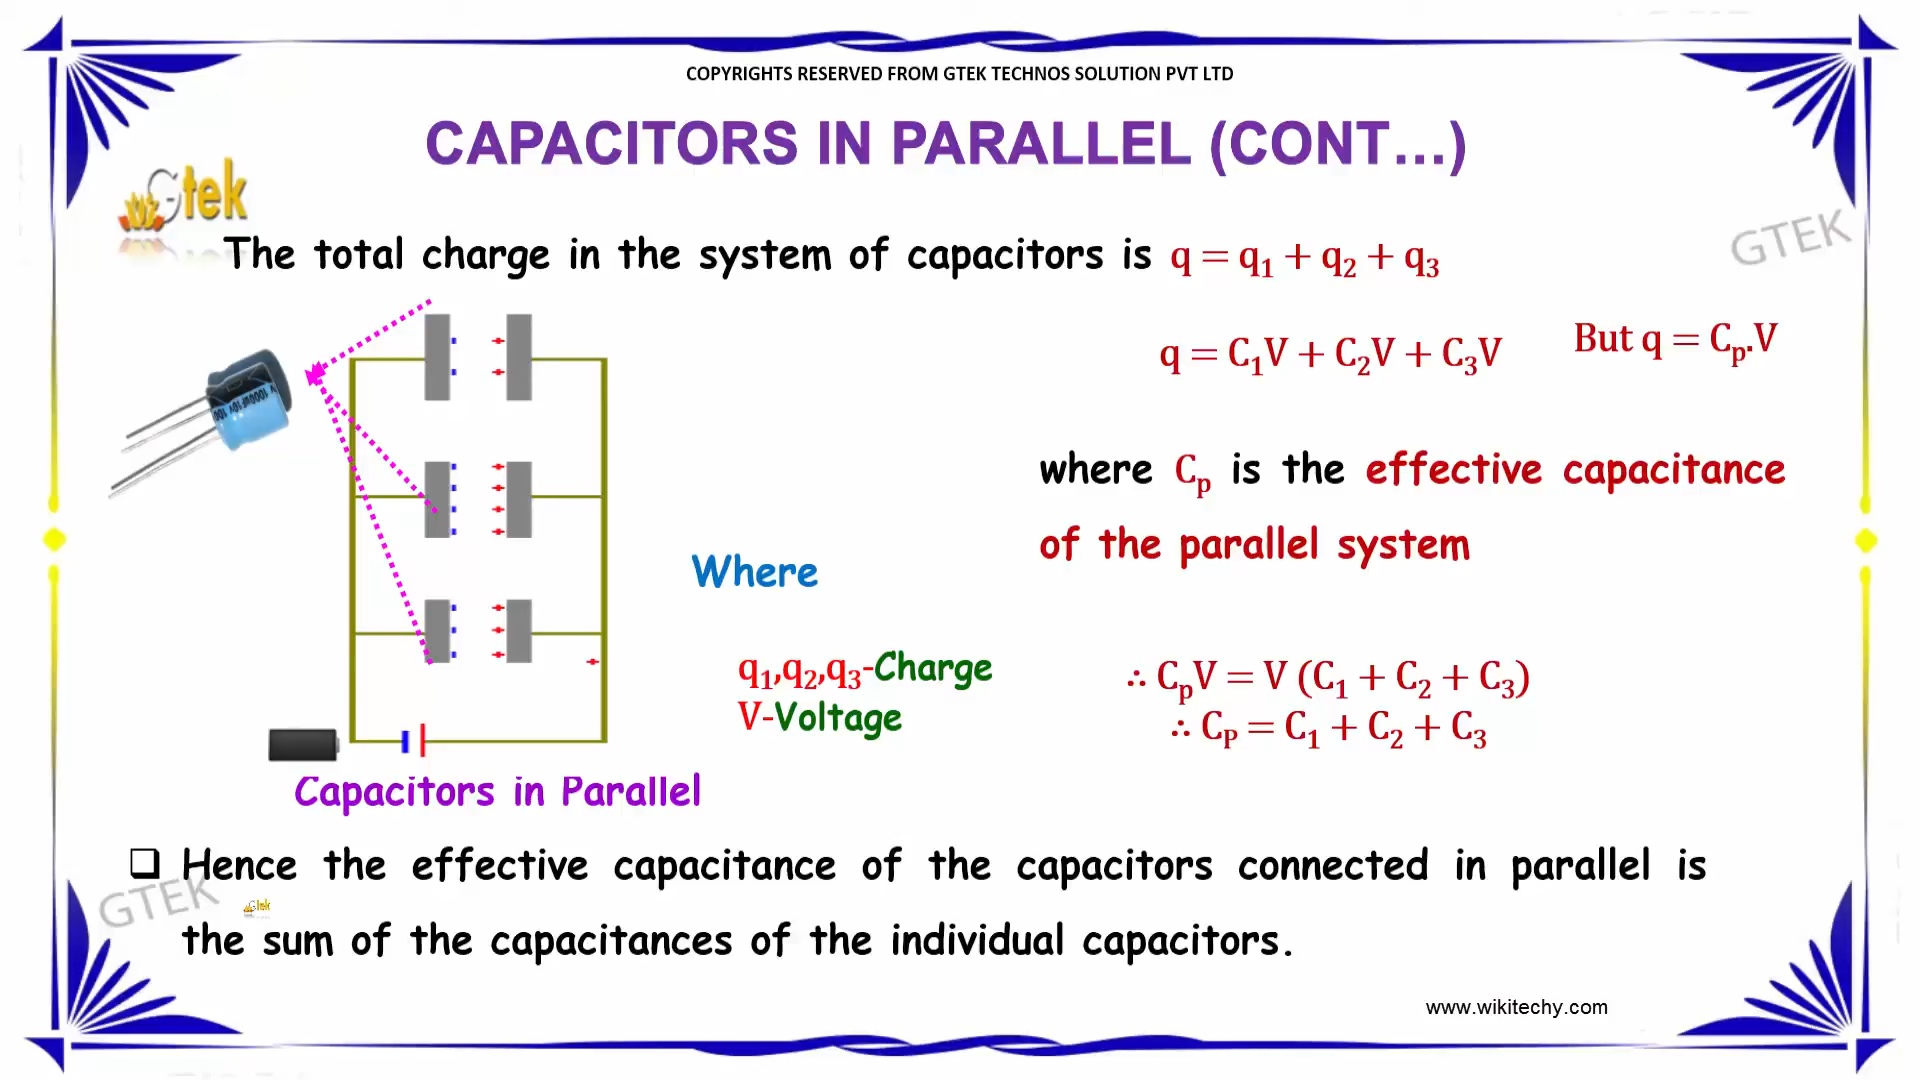 COPYRIGHTS RESERVED FROM GTEK TECHNOS SOLUTION PVT LTD
CAPACITORS IN PARALLEL (CONT...)
Gtek
GTEK
The total charge in the system of capacitors is q = q₁ + q₂ + q₃
q = C₁V + C₂V + C₃V
But q = Cₚ.V
where Cₚ is the effective capacitance
of the parallel system
Where
q₁,q₂,q₃-Charge
V-Voltage
∴ CₚV = V (C₁ + C₂ + C₃)
∴ C_P = C₁ + C₂ + C₃
Capacitors in Parallel
❑ Hence the effective capacitance of the capacitors connected in parallel is
the sum of the capacitances of the individual capacitors.
GTEK
Gtek
www.wikitechy.com